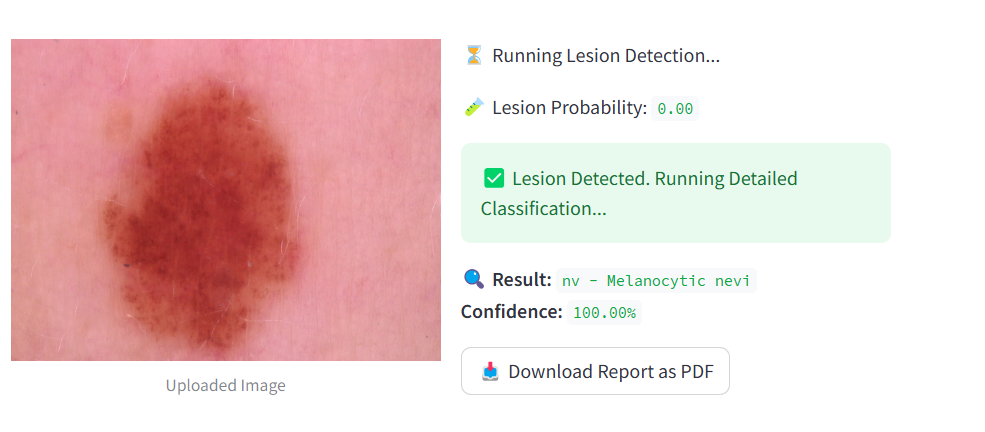 ⏳ Running Lesion Detection...
🧪 Lesion Probability: 0.00
✅ Lesion Detected. Running Detailed
Classification...
🔍 Result: nv - Melanocytic nevi
Confidence: 100.00%
📥 Download Report as PDF
Uploaded Image